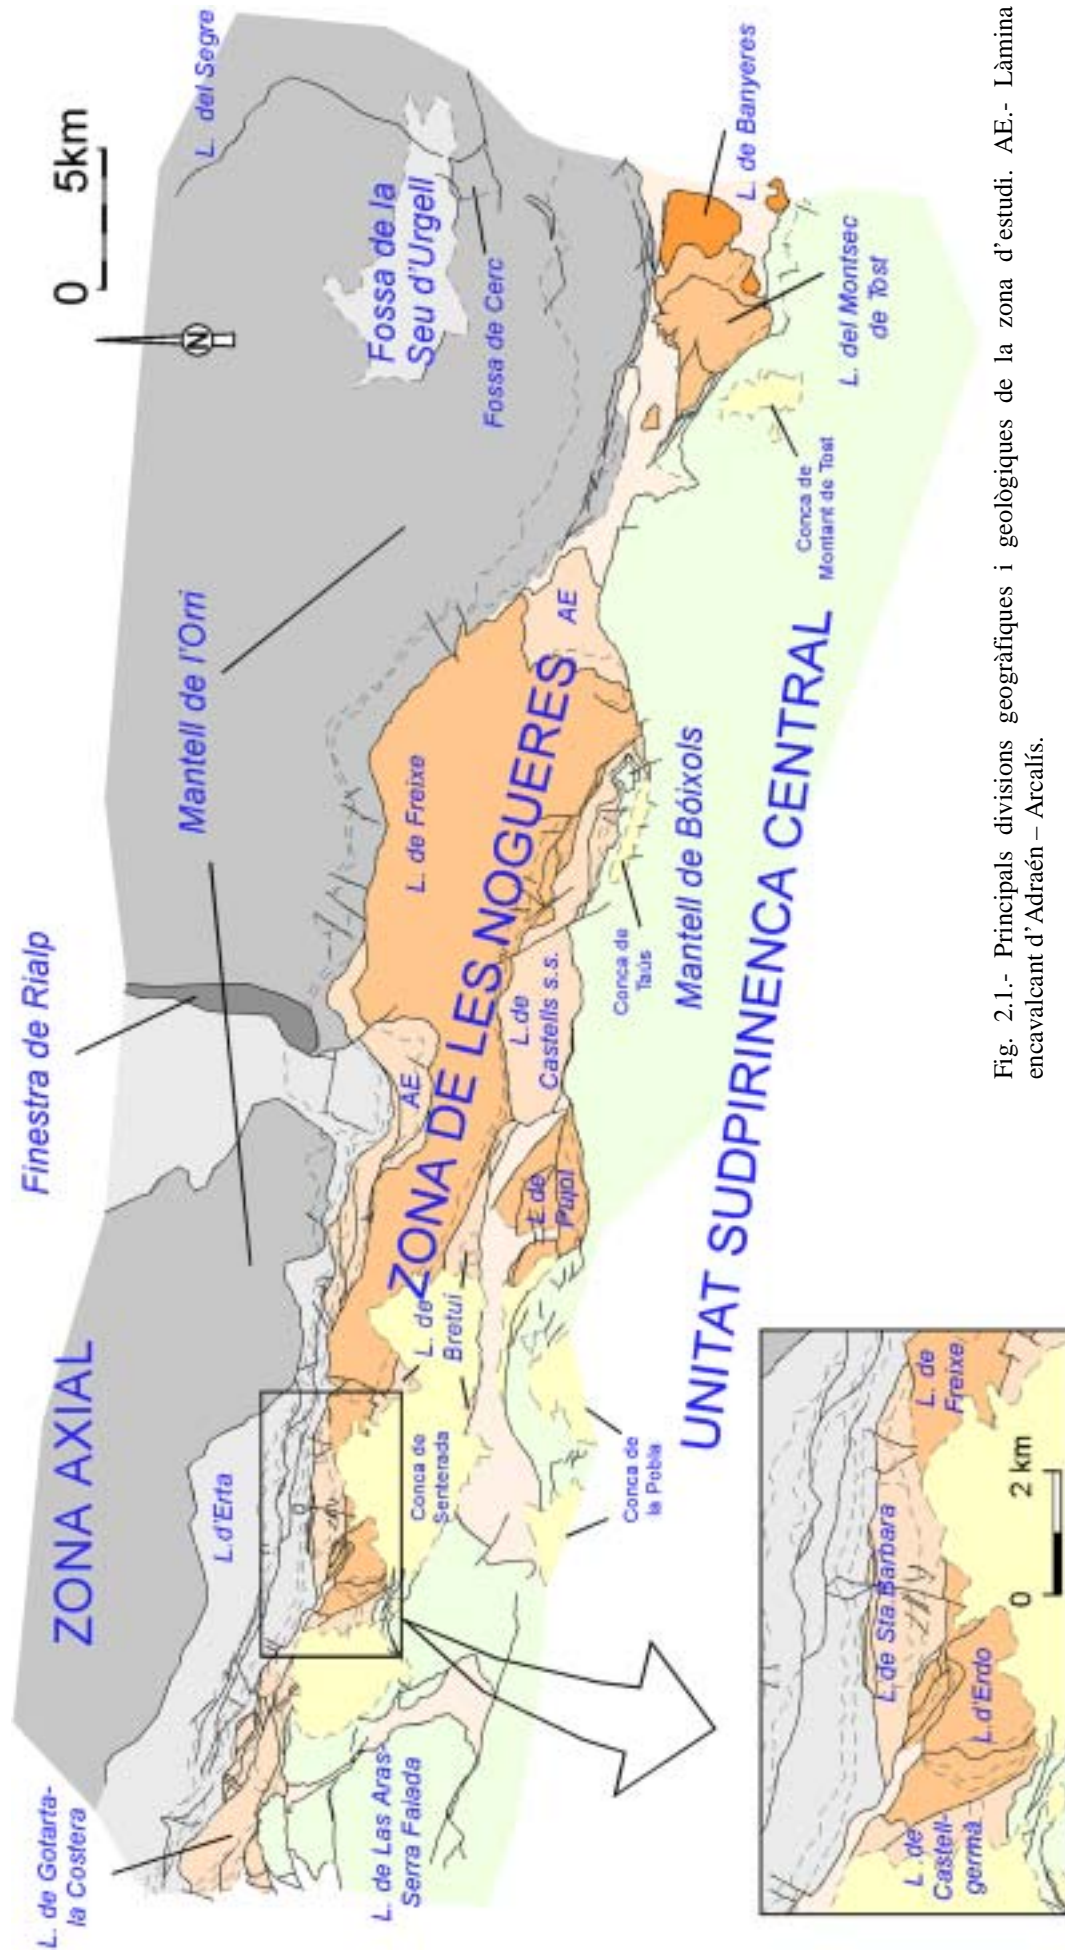 L. de Gotarta-
la Costera
ZONA AXIAL
L.d'Erta
Finestra de Rialp
Mantell de l'Orri
0 5km
N
L. del Segre
Fossa de la
Seu d'Urgell
Fossa de Cerc
L. de Banyeres
L. del Montsec
de Tost
Conca de
Montant de Tost
AE
L. de Freixe
AE
ZONA DE LES NOGUERES
L.de
Castells s.s.
L. de
Pujol
L. de
Bretui
Conca de
Senterada
Conca de
la Pobla
Conca de
Taús
Mantell de Bóixols
UNITAT SUDPIRINENCA CENTRAL
L. de Las Aras-
Serra Falada
L. de
Castell-
germà
L.d'Erdo
L.de Sta.Barbara
L. de
Freixe
0 2 km
Fig. 2.1.- Principals divisions geogràfiques i geològiques de la zona d'estudi. AE.- Làmina
encavalcant d'Adraén – Arcalís.